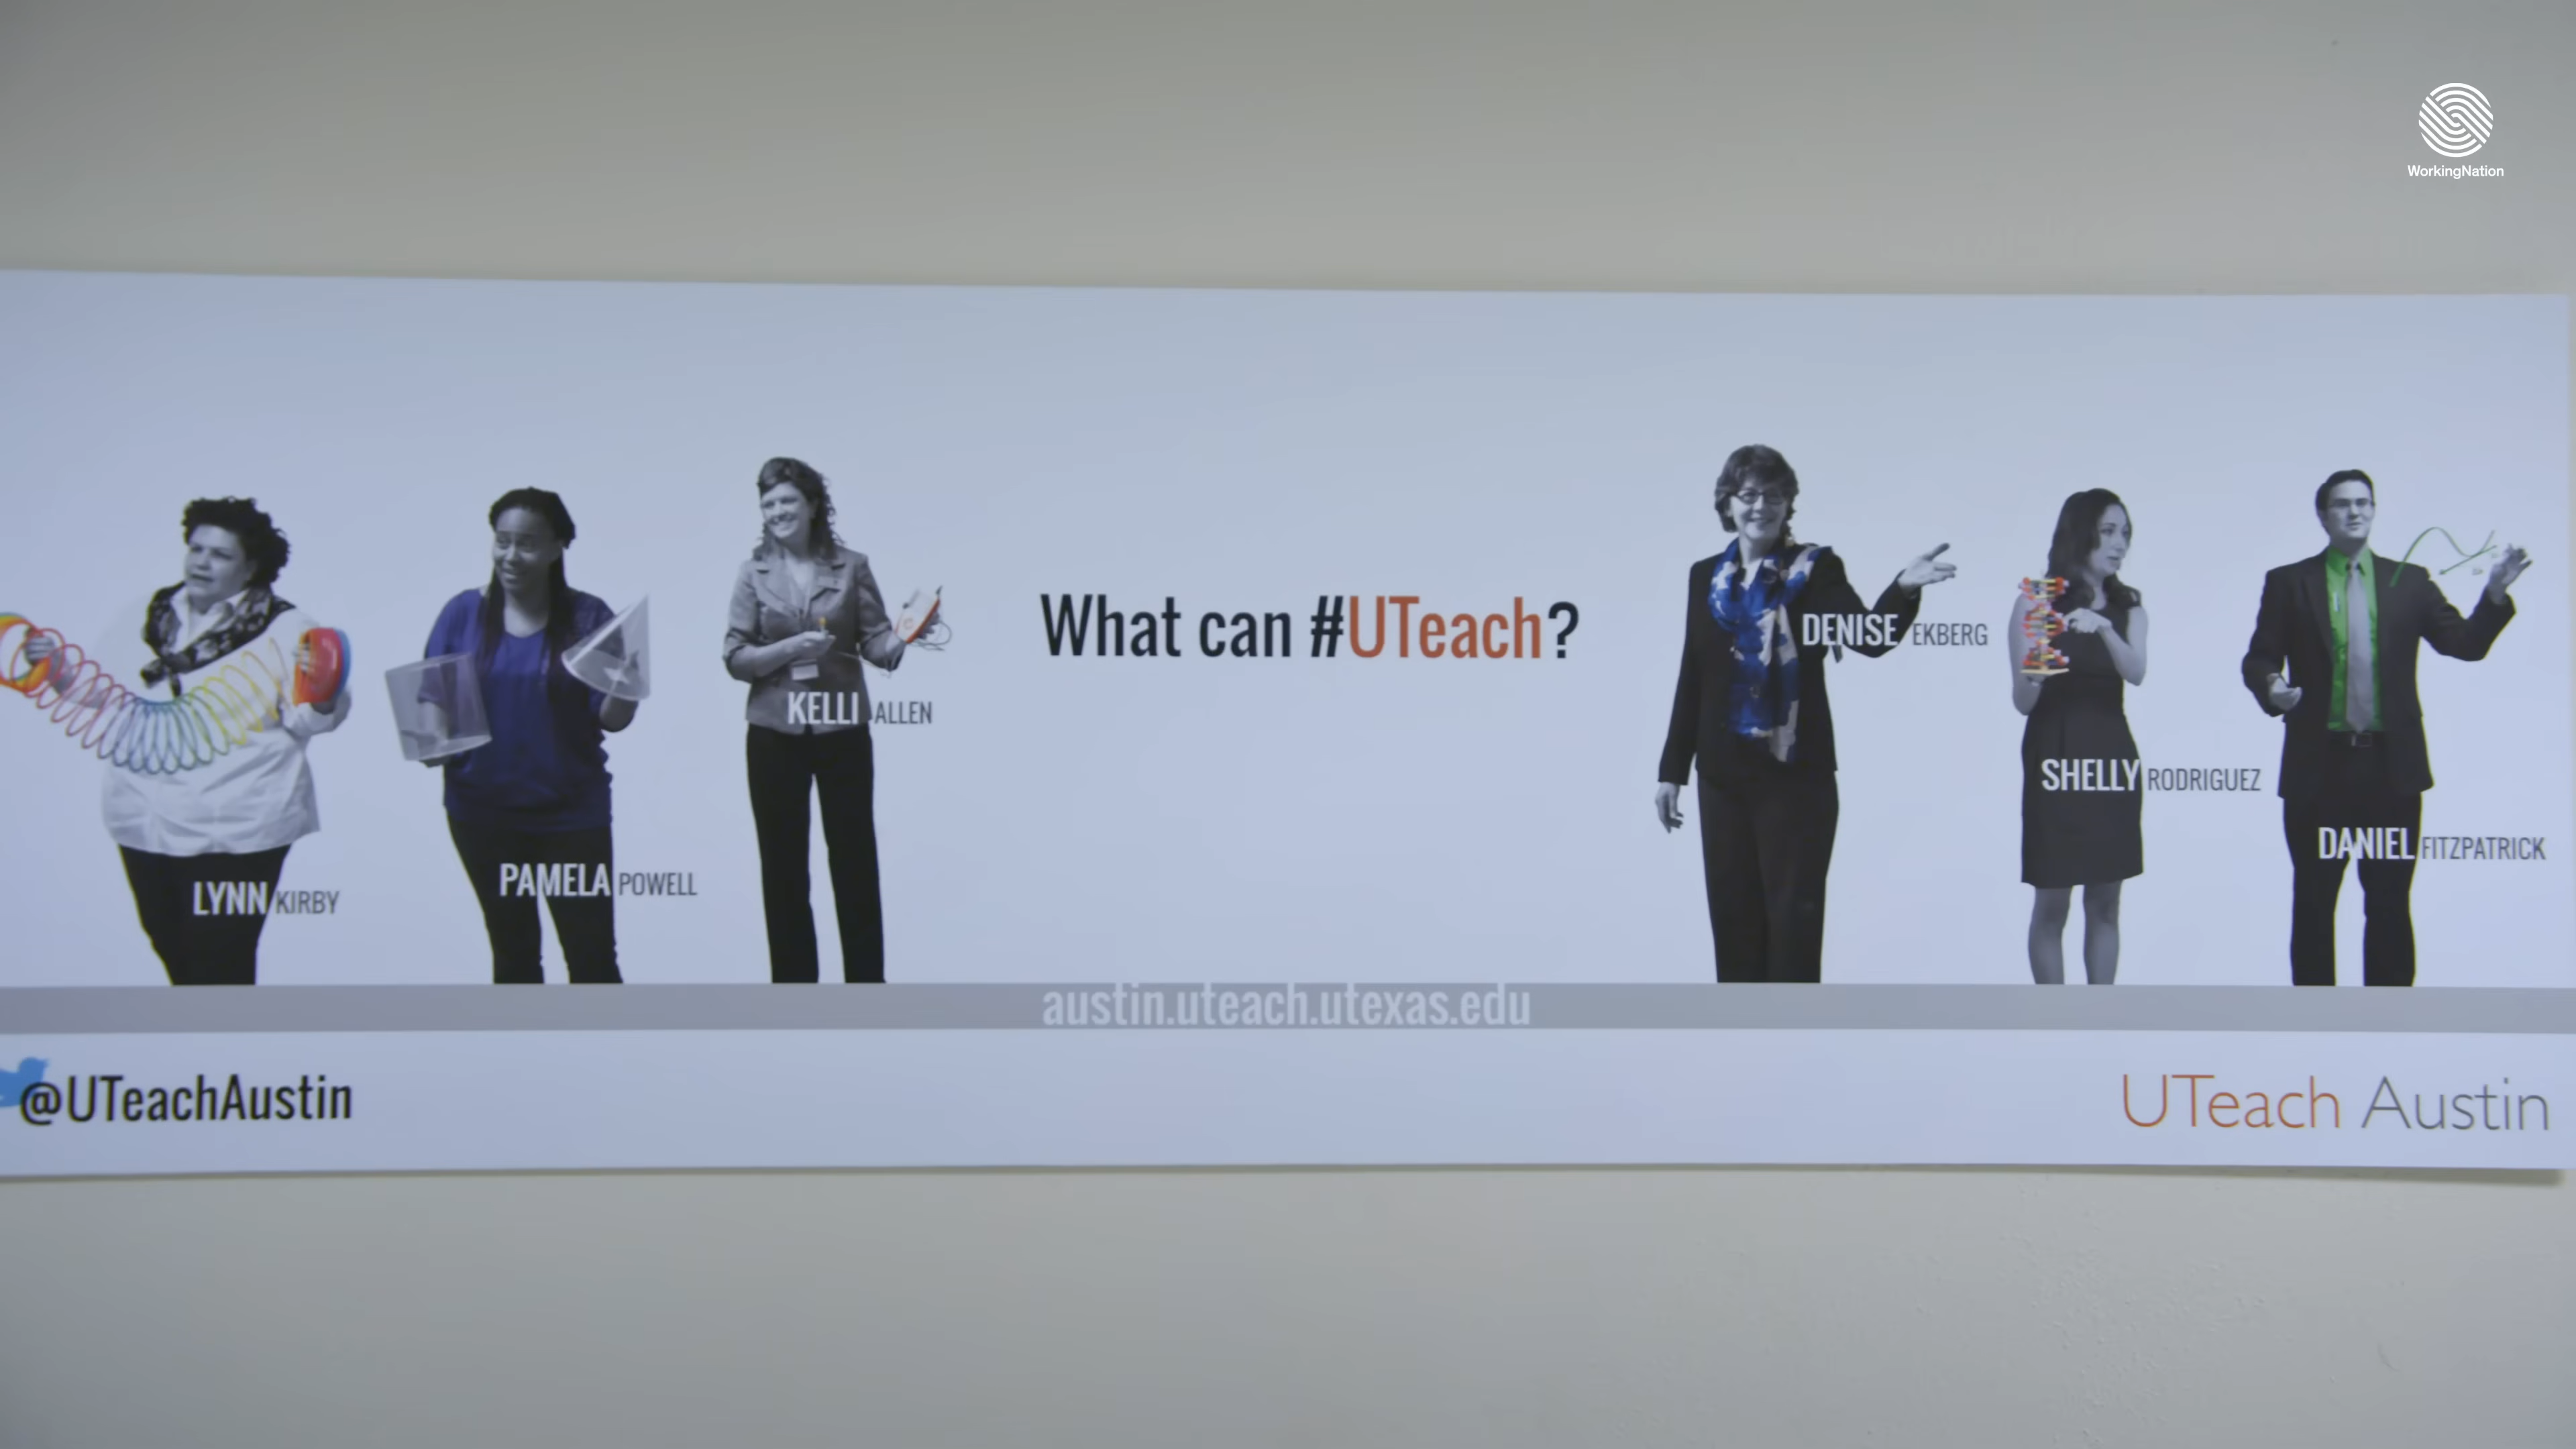 WorkingNation
What can #UTeach?
LYNN KIRBY
PAMELA POWELL
KELLI ALLEN
DENISE EKBERG
SHELLY RODRIGUEZ
DANIEL FITZPATRICK
austin.uteach.utexas.edu
@UTeachAustin
UTeach Austin